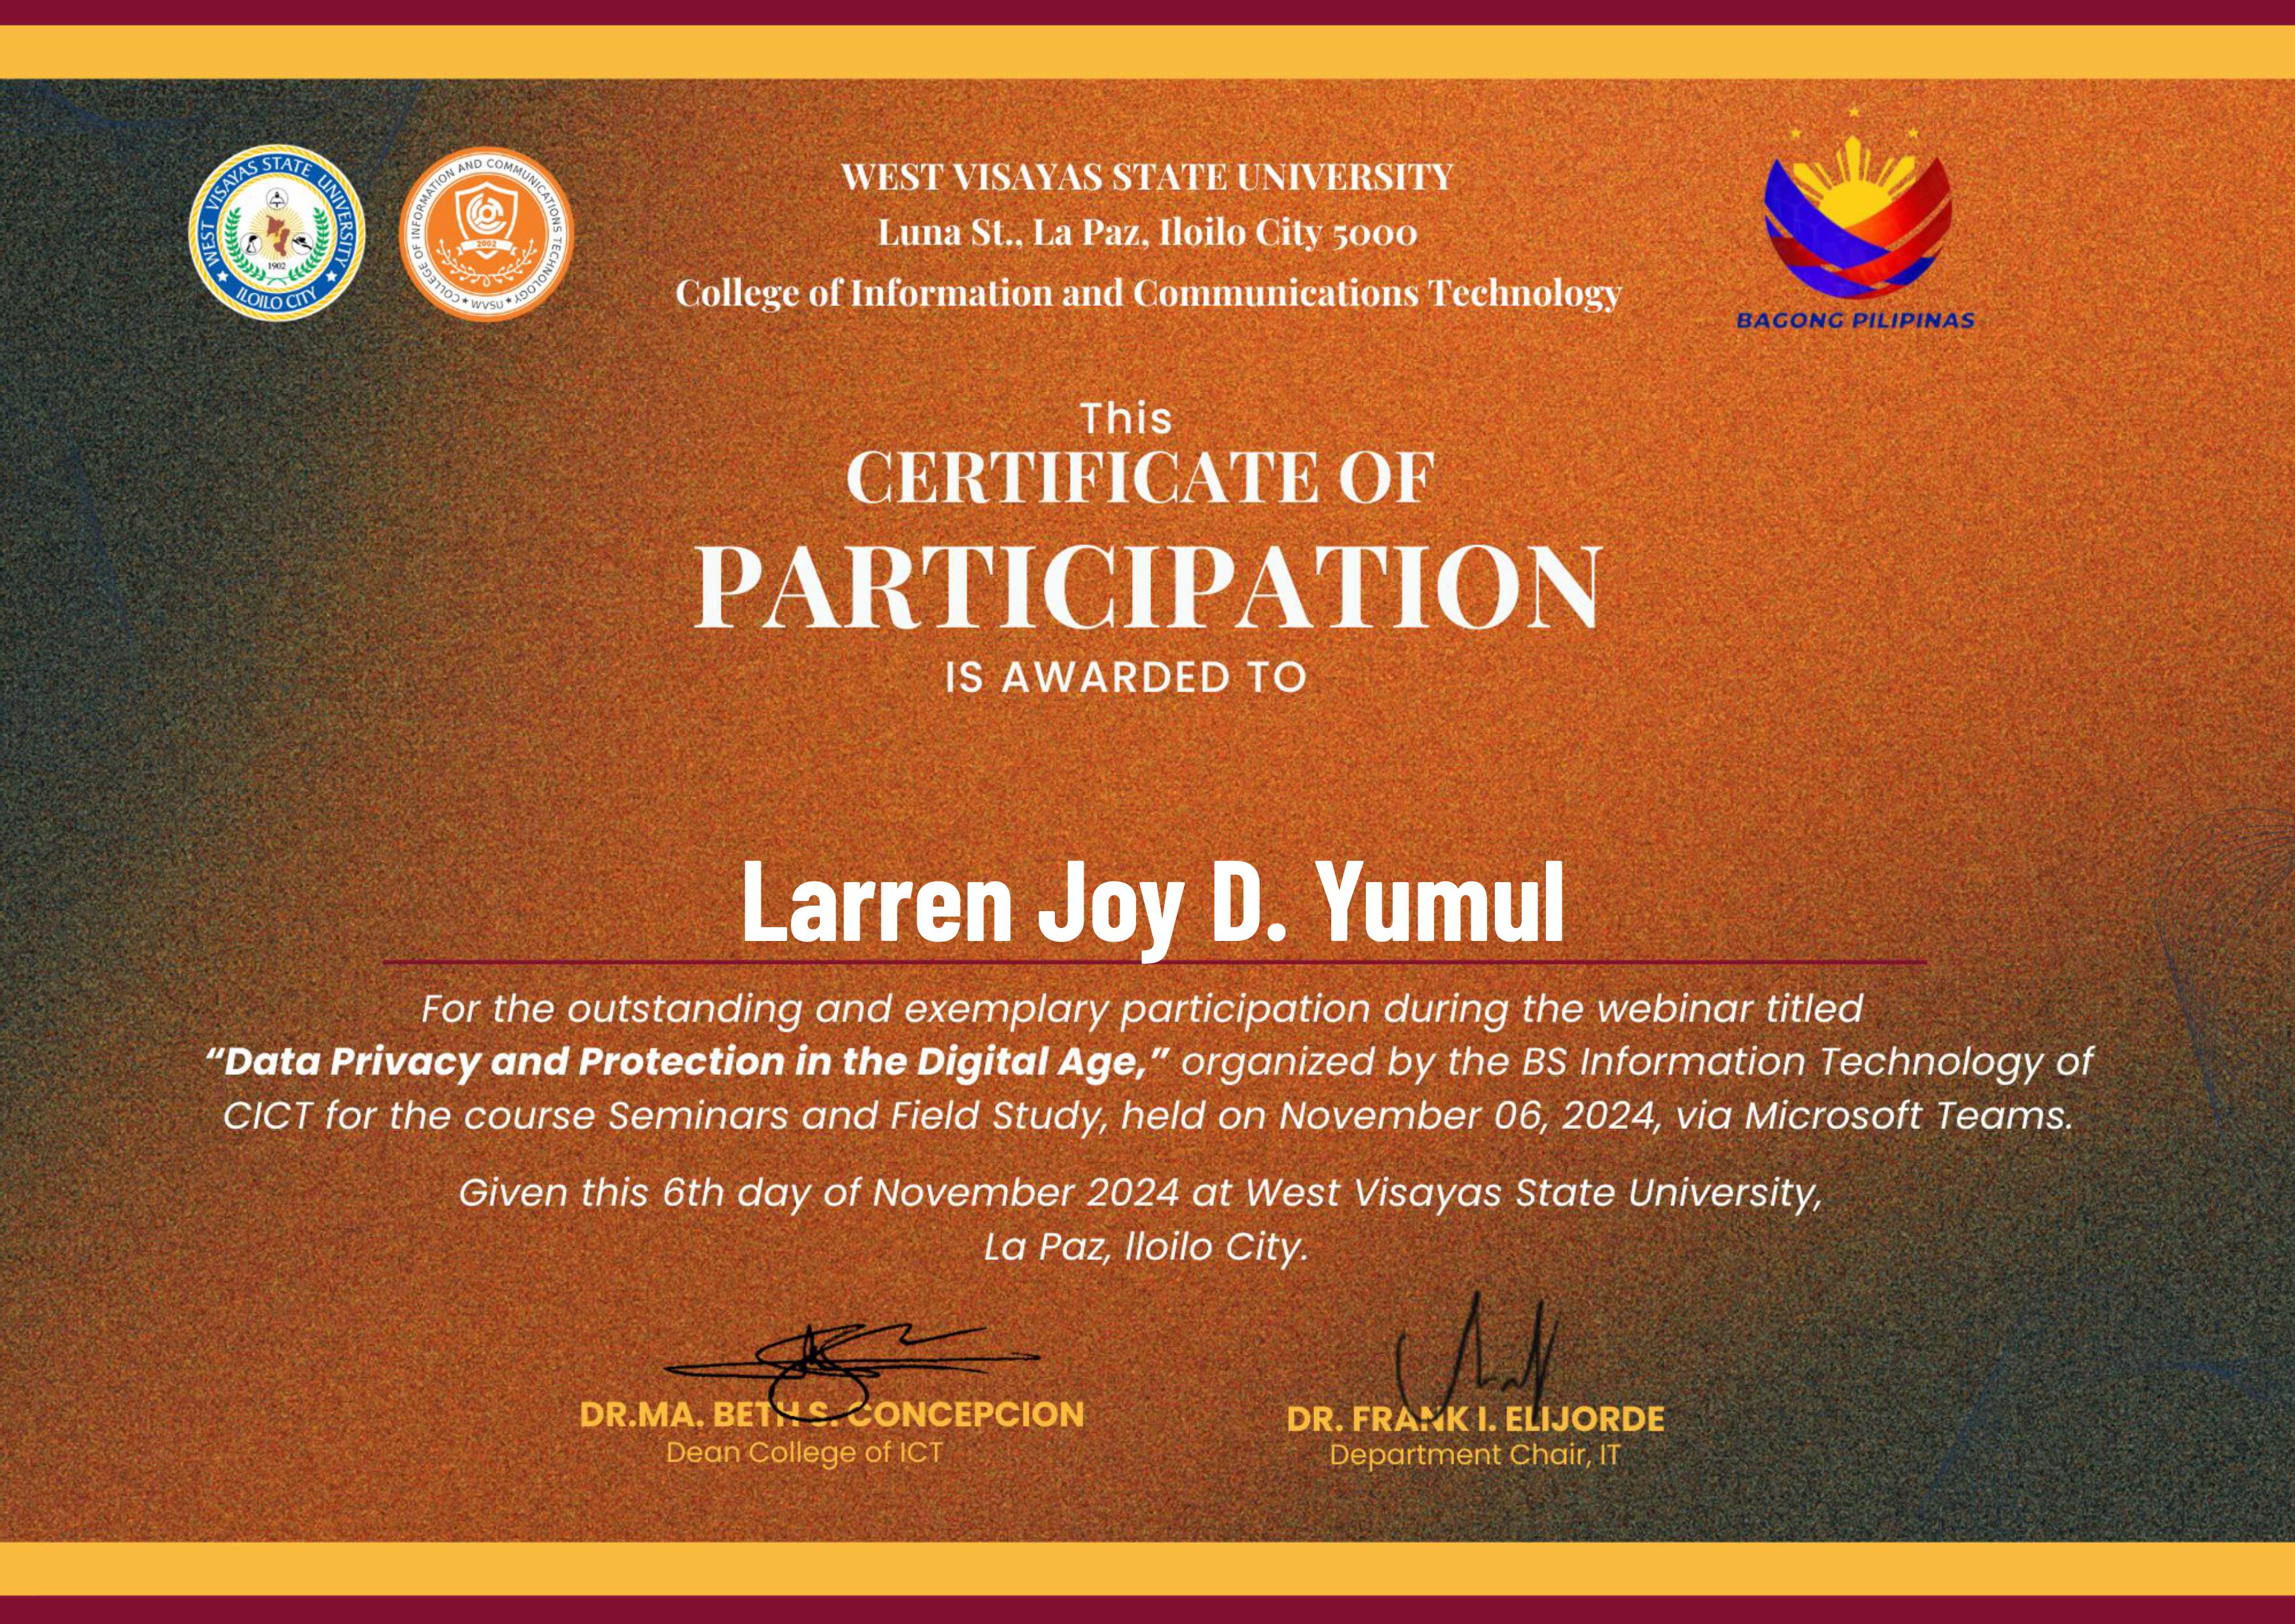 WEST VISAYAS STATE UNIVERSITY
ILOILO CITY
1902
COLLEGE OF INFORMATION AND COMMUNICATIONS TECHNOLOGY
WVSU
2002
WEST VISAYAS STATE UNIVERSITY
Luna St., La Paz, Iloilo City 5000
College of Information and Communications Technology
BAGONG PILIPINAS
This
CERTIFICATE OF
PARTICIPATION
IS AWARDED TO
Larren Joy D. Yumul
For the outstanding and exemplary participation during the webinar titled
“Data Privacy and Protection in the Digital Age,” organized by the BS Information Technology of
CICT for the course Seminars and Field Study, held on November 06, 2024, via Microsoft Teams.
Given this 6th day of November 2024 at West Visayas State University,
La Paz, Iloilo City.
DR.MA. BETH S. CONCEPCION
Dean College of ICT
DR. FRANK I. ELIJORDE
Department Chair, IT